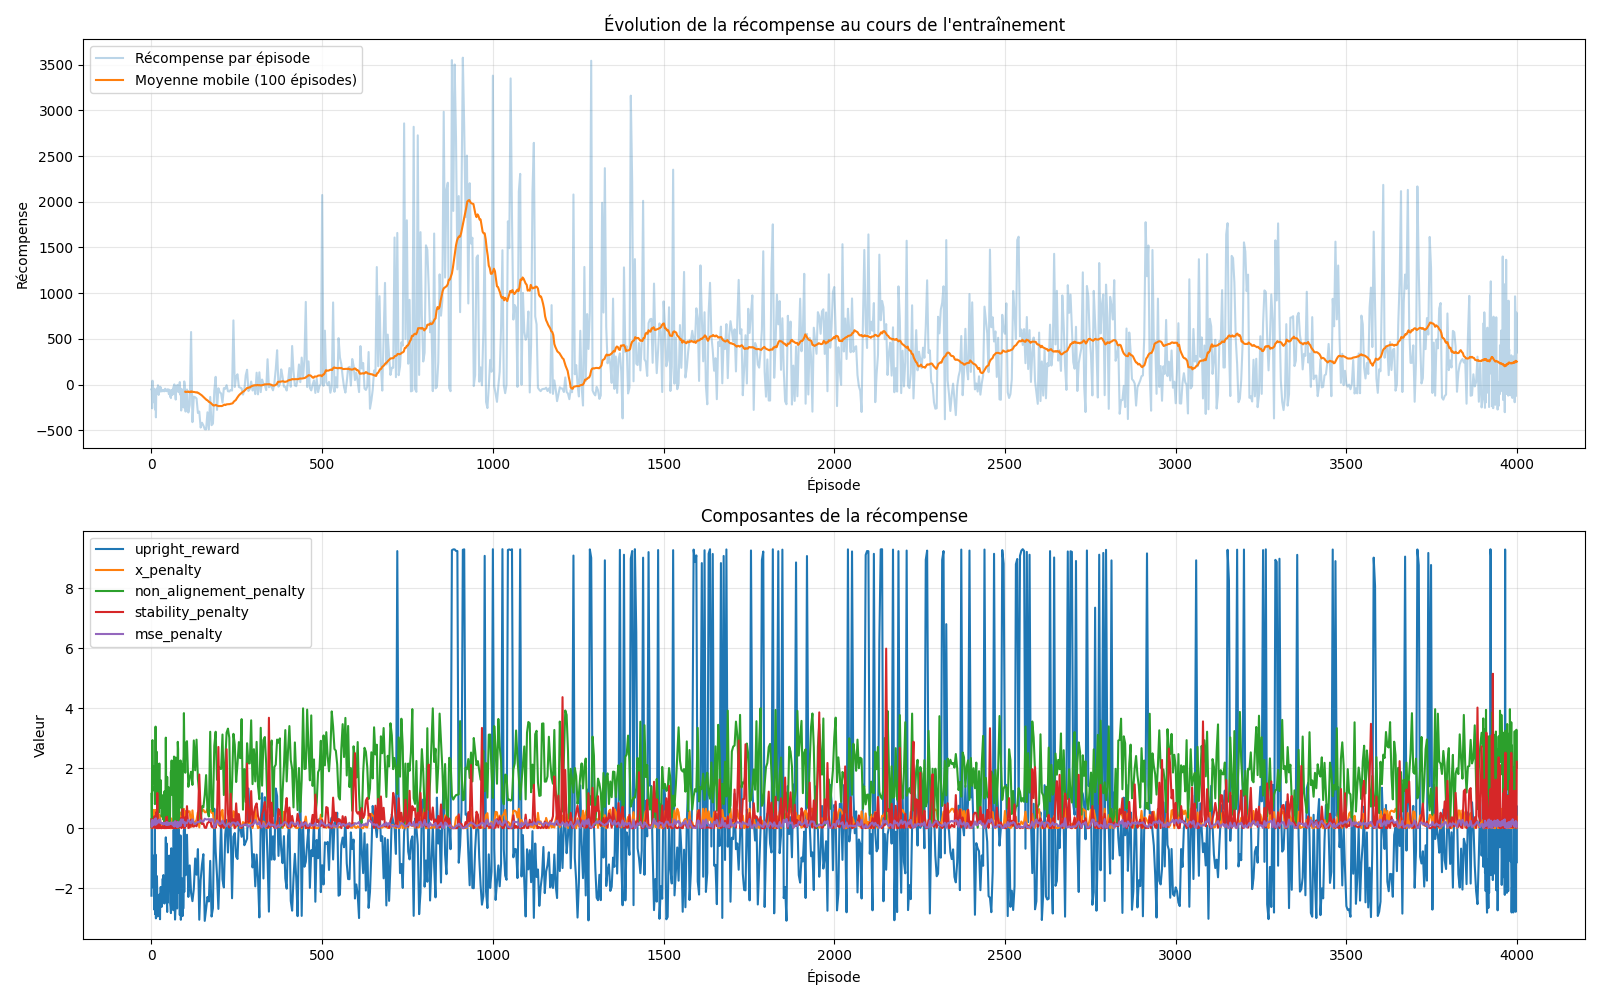 Évolution de la récompense au cours de l'entraînement
Récompense par épisode
Moyenne mobile (100 épisodes)
Récompense
3500
3000
2500
2000
1500
1000
500
0
−500
0 500 1000 1500 2000 2500 3000 3500 4000
Épisode
Composantes de la récompense
upright_reward
x_penalty
non_alignement_penalty
stability_penalty
mse_penalty
Valeur
8
6
4
2
0
−2
0 500 1000 1500 2000 2500 3000 3500 4000
Épisode